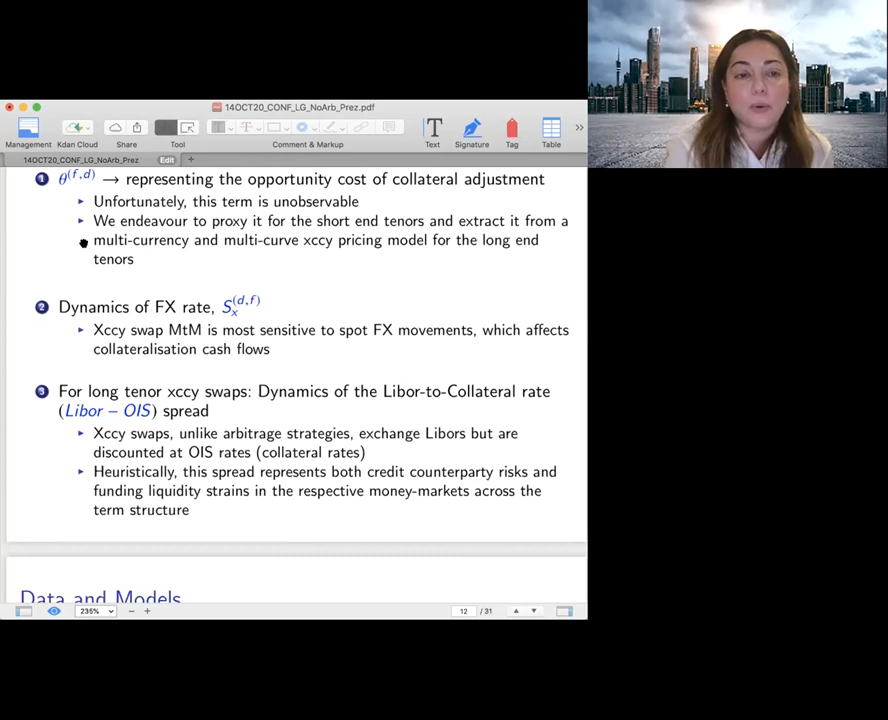 14OCT20_CONF_LG_NoArb_Prez.pdf
Management
Kdan Cloud
Share
Tool
Comment & Markup
Text
Signature
Tag
Table
14OCT20_CONF_LG_NoArb_Prez
Edit
1 θ^(f,d) → representing the opportunity cost of collateral adjustment
▸ Unfortunately, this term is unobservable
▸ We endeavour to proxy it for the short end tenors and extract it from a
multi-currency and multi-curve xccy pricing model for the long end
tenors
2 Dynamics of FX rate, S_x^(d,f)
▸ Xccy swap MtM is most sensitive to spot FX movements, which affects
collateralisation cash flows
3 For long tenor xccy swaps: Dynamics of the Libor-to-Collateral rate
(Libor − OIS) spread
▸ Xccy swaps, unlike arbitrage strategies, exchange Libors but are
discounted at OIS rates (collateral rates)
▸ Heuristically, this spread represents both credit counterparty risks and
funding liquidity strains in the respective money-markets across the
term structure
Data and Models
235%
12 / 31